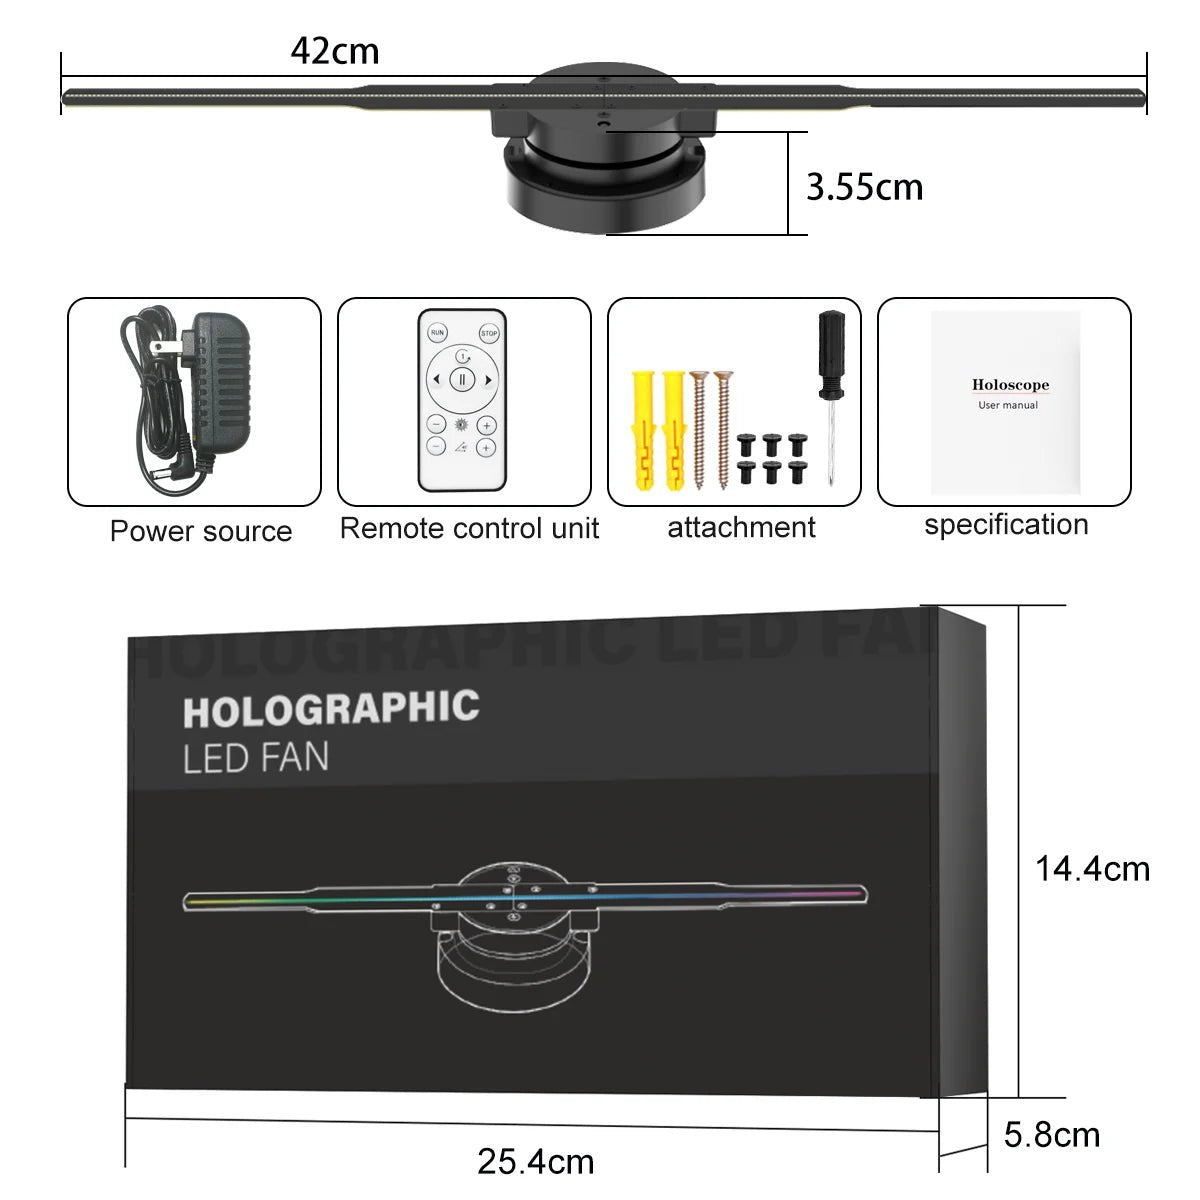 42cm
3.55cm
RUN
STOP
1
Holoscope
User manual
Power source
Remote control unit
attachment
specification
HOLOGRAPHIC LED FAN
HOLOGRAPHIC
LED FAN
14.4cm
5.8cm
25.4cm